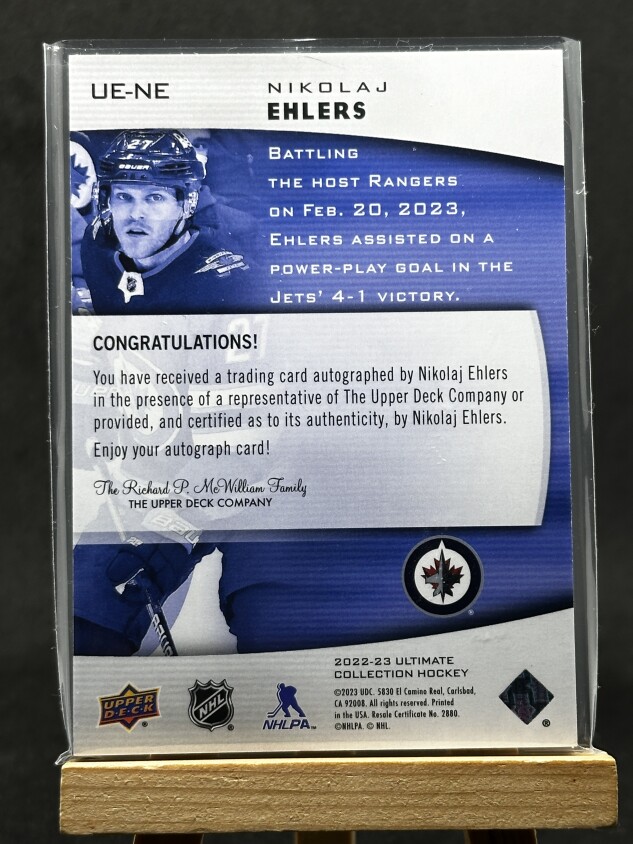 UE-NE
NIKOLAJ
EHLERS
BATTLING
THE HOST RANGERS
ON FEB. 20, 2023,
EHLERS ASSISTED ON A
POWER-PLAY GOAL IN THE
JETS' 4-1 VICTORY.
27
BAUER
CONGRATULATIONS!
You have received a trading card autographed by Nikolaj Ehlers
in the presence of a representative of The Upper Deck Company or
provided, and certified as to its authenticity, by Nikolaj Ehlers.
Enjoy your autograph card!
The Richard P. McWilliam Family
THE UPPER DECK COMPANY
2022-23 ULTIMATE
COLLECTION HOCKEY
UPPER
DECK
®
NHL
®
NHLPA™
©2023 UDC. 5830 El Camino Real, Carlsbad,
CA 92008. All rights reserved. Printed
in the USA. Resale Certificate No. 2880.
©NHLPA. © NHL.
®